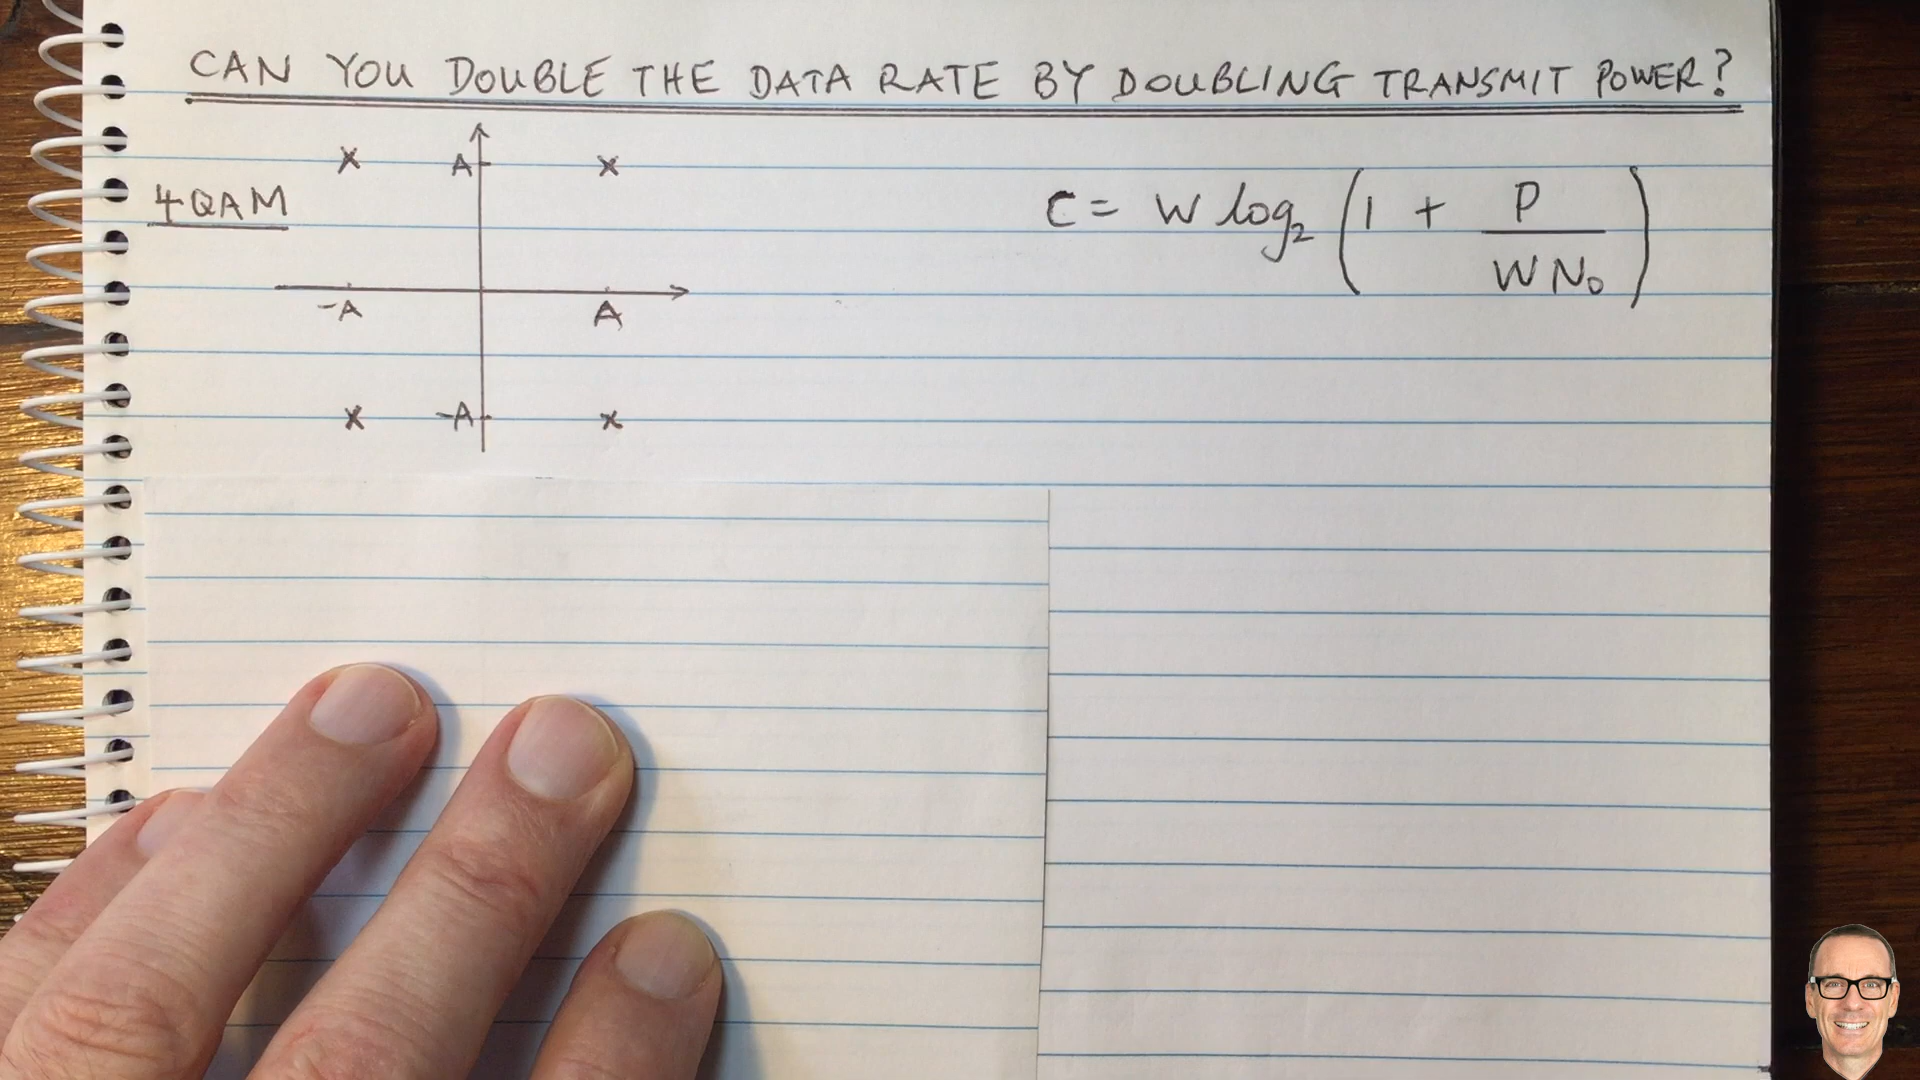 CAN YOU DOUBLE THE DATA RATE BY DOUBLING TRANSMIT POWER?
4QAM
A
-A
A
-A
C = W log₂ (1 + P / WN₀)